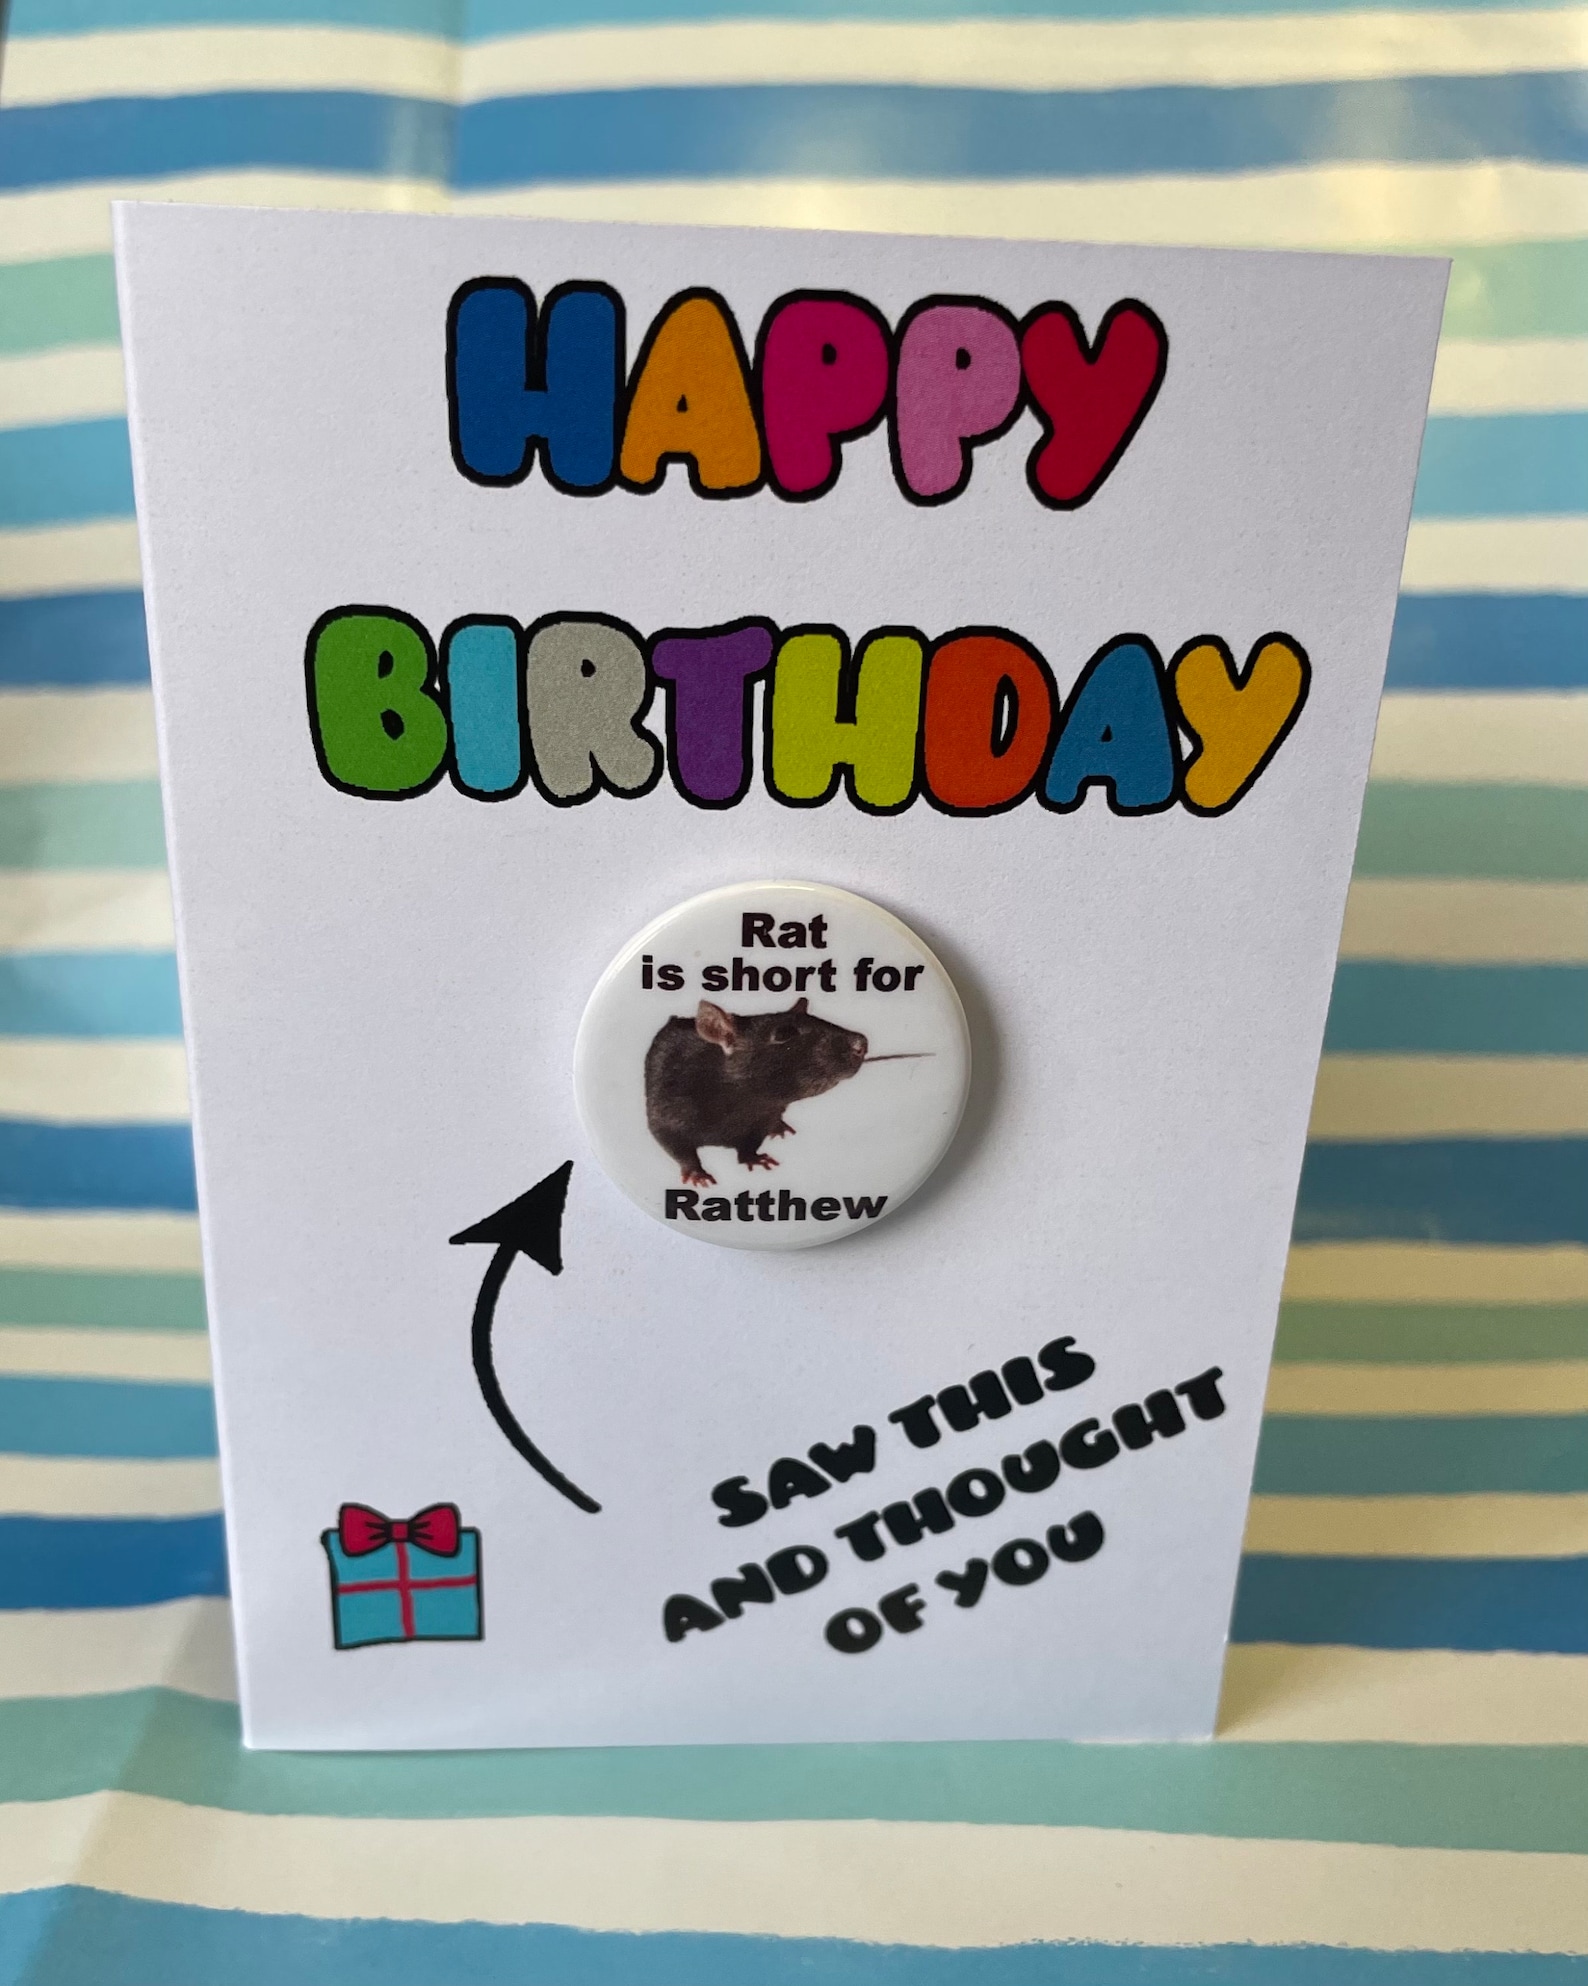 HAPPY
BIRTHDAY
Rat
is short for
Ratthew
SAW THIS
AND THOUGHT
OF YOU